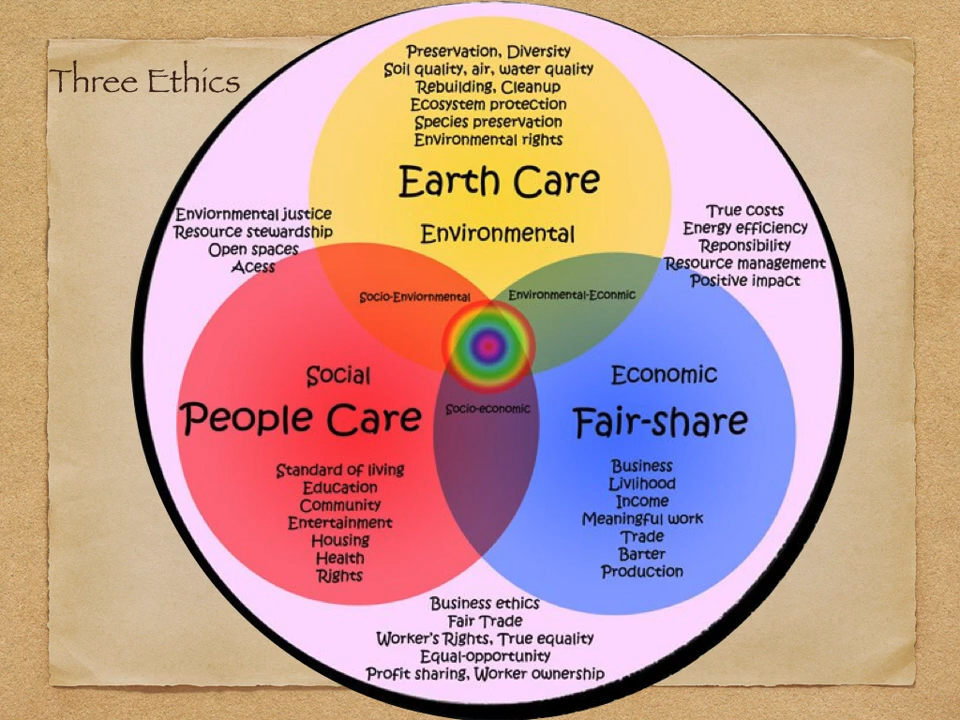 Three Ethics
Preservation, Diversity
Soil quality, air, water quality
Rebuilding, Cleanup
Ecosystem protection
Species preservation
Environmental rights
Earth Care
Environmental
Enviornmental justice
Resource stewardship
Open spaces
Acess
True costs
Energy efficiency
Reponsibility
Resource management
Positive impact
Socio-Enviornmental
Environmental-Econmic
Socio-economic
Social
People Care
Standard of living
Education
Community
Entertainment
Housing
Health
Rights
Economic
Fair-share
Business
Livlihood
Income
Meaningful work
Trade
Barter
Production
Business ethics
Fair Trade
Worker's Rights, True equality
Equal-opportunity
Profit sharing, Worker ownership